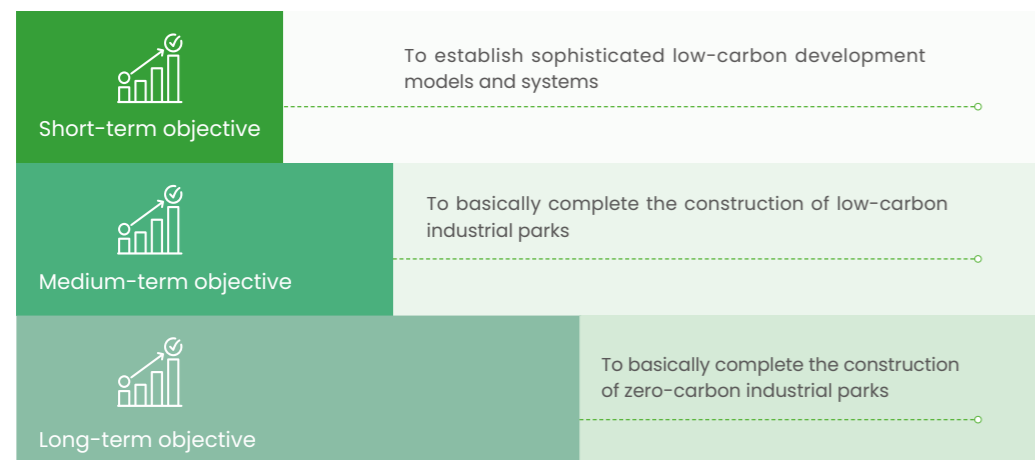 To establish sophisticated low-carbon development
models and systems
Short-term objective
To basically complete the construction of low-carbon
industrial parks
Medium-term objective
To basically complete the construction
of zero-carbon industrial parks
Long-term objective